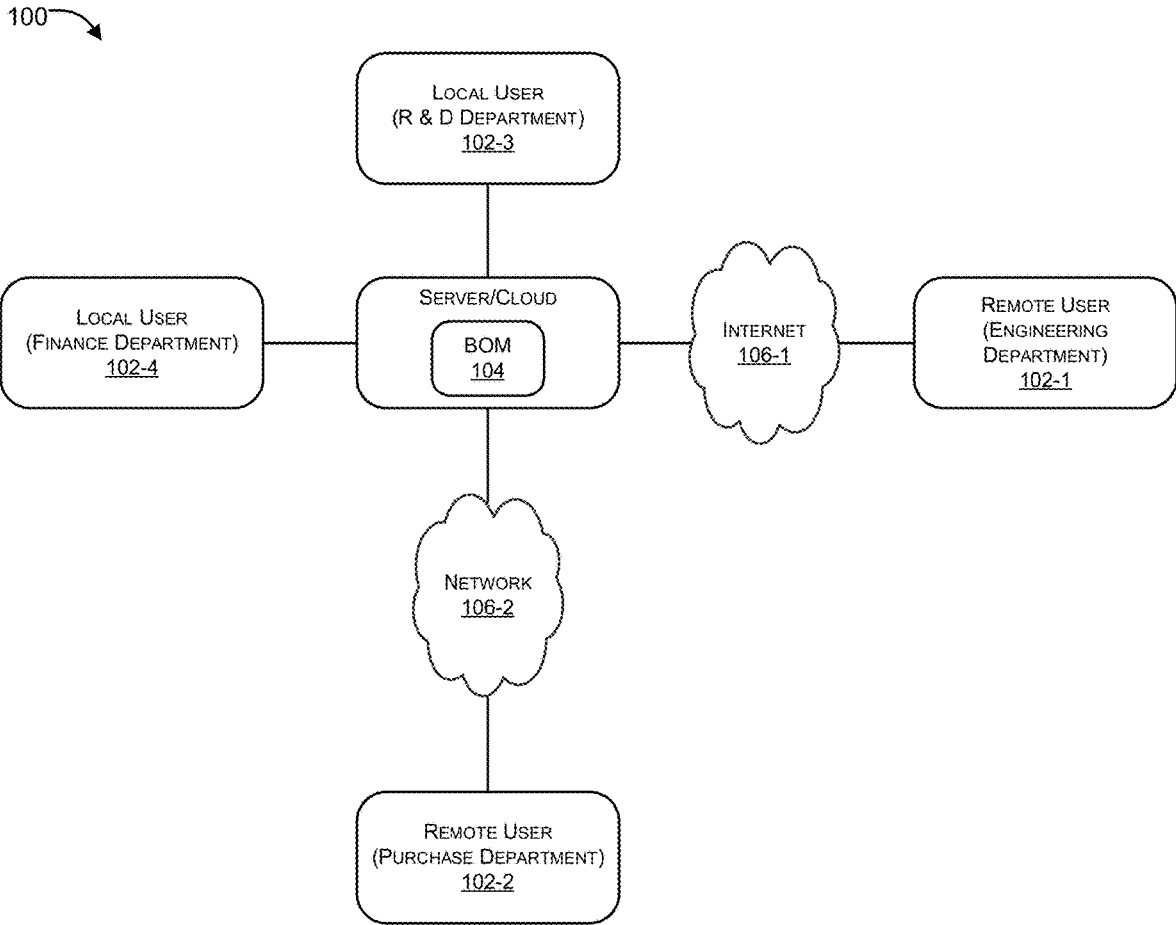 100
LOCAL USER
(R & D DEPARTMENT)
102-3
LOCAL USER
(FINANCE DEPARTMENT)
102-4
SERVER/CLOUD
BOM
104
INTERNET
106-1
REMOTE USER
(ENGINEERING
DEPARTMENT)
102-1
NETWORK
106-2
REMOTE USER
(PURCHASE DEPARTMENT)
102-2